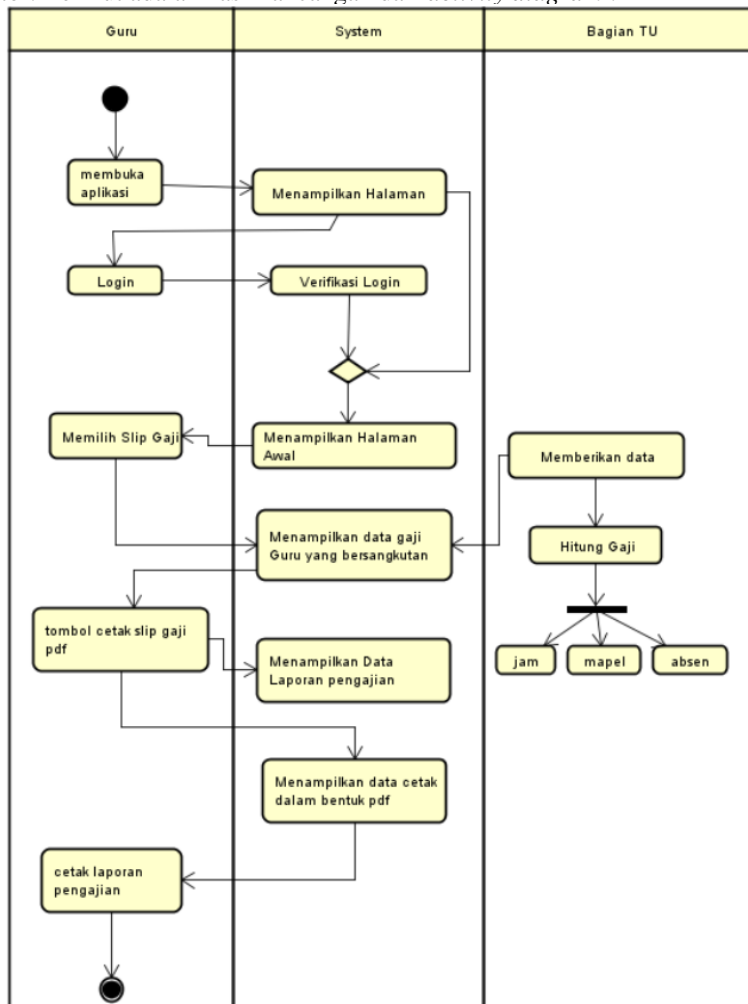 activity diagram
Guru
System
Bagian TU
membuka
aplikasi
Menampilkan Halaman
Login
Verifikasi Login
Memilih Slip Gaji
Menampilkan Halaman
Awal
Memberikan data
Menampilkan data gaji
Guru yang bersangkutan
Hitung Gaji
tombol cetak slip gaji
pdf
Menampilkan Data
Laporan pengajian
jam
mapel
absen
Menampilkan data cetak
dalam bentuk pdf
cetak laporan
pengajian